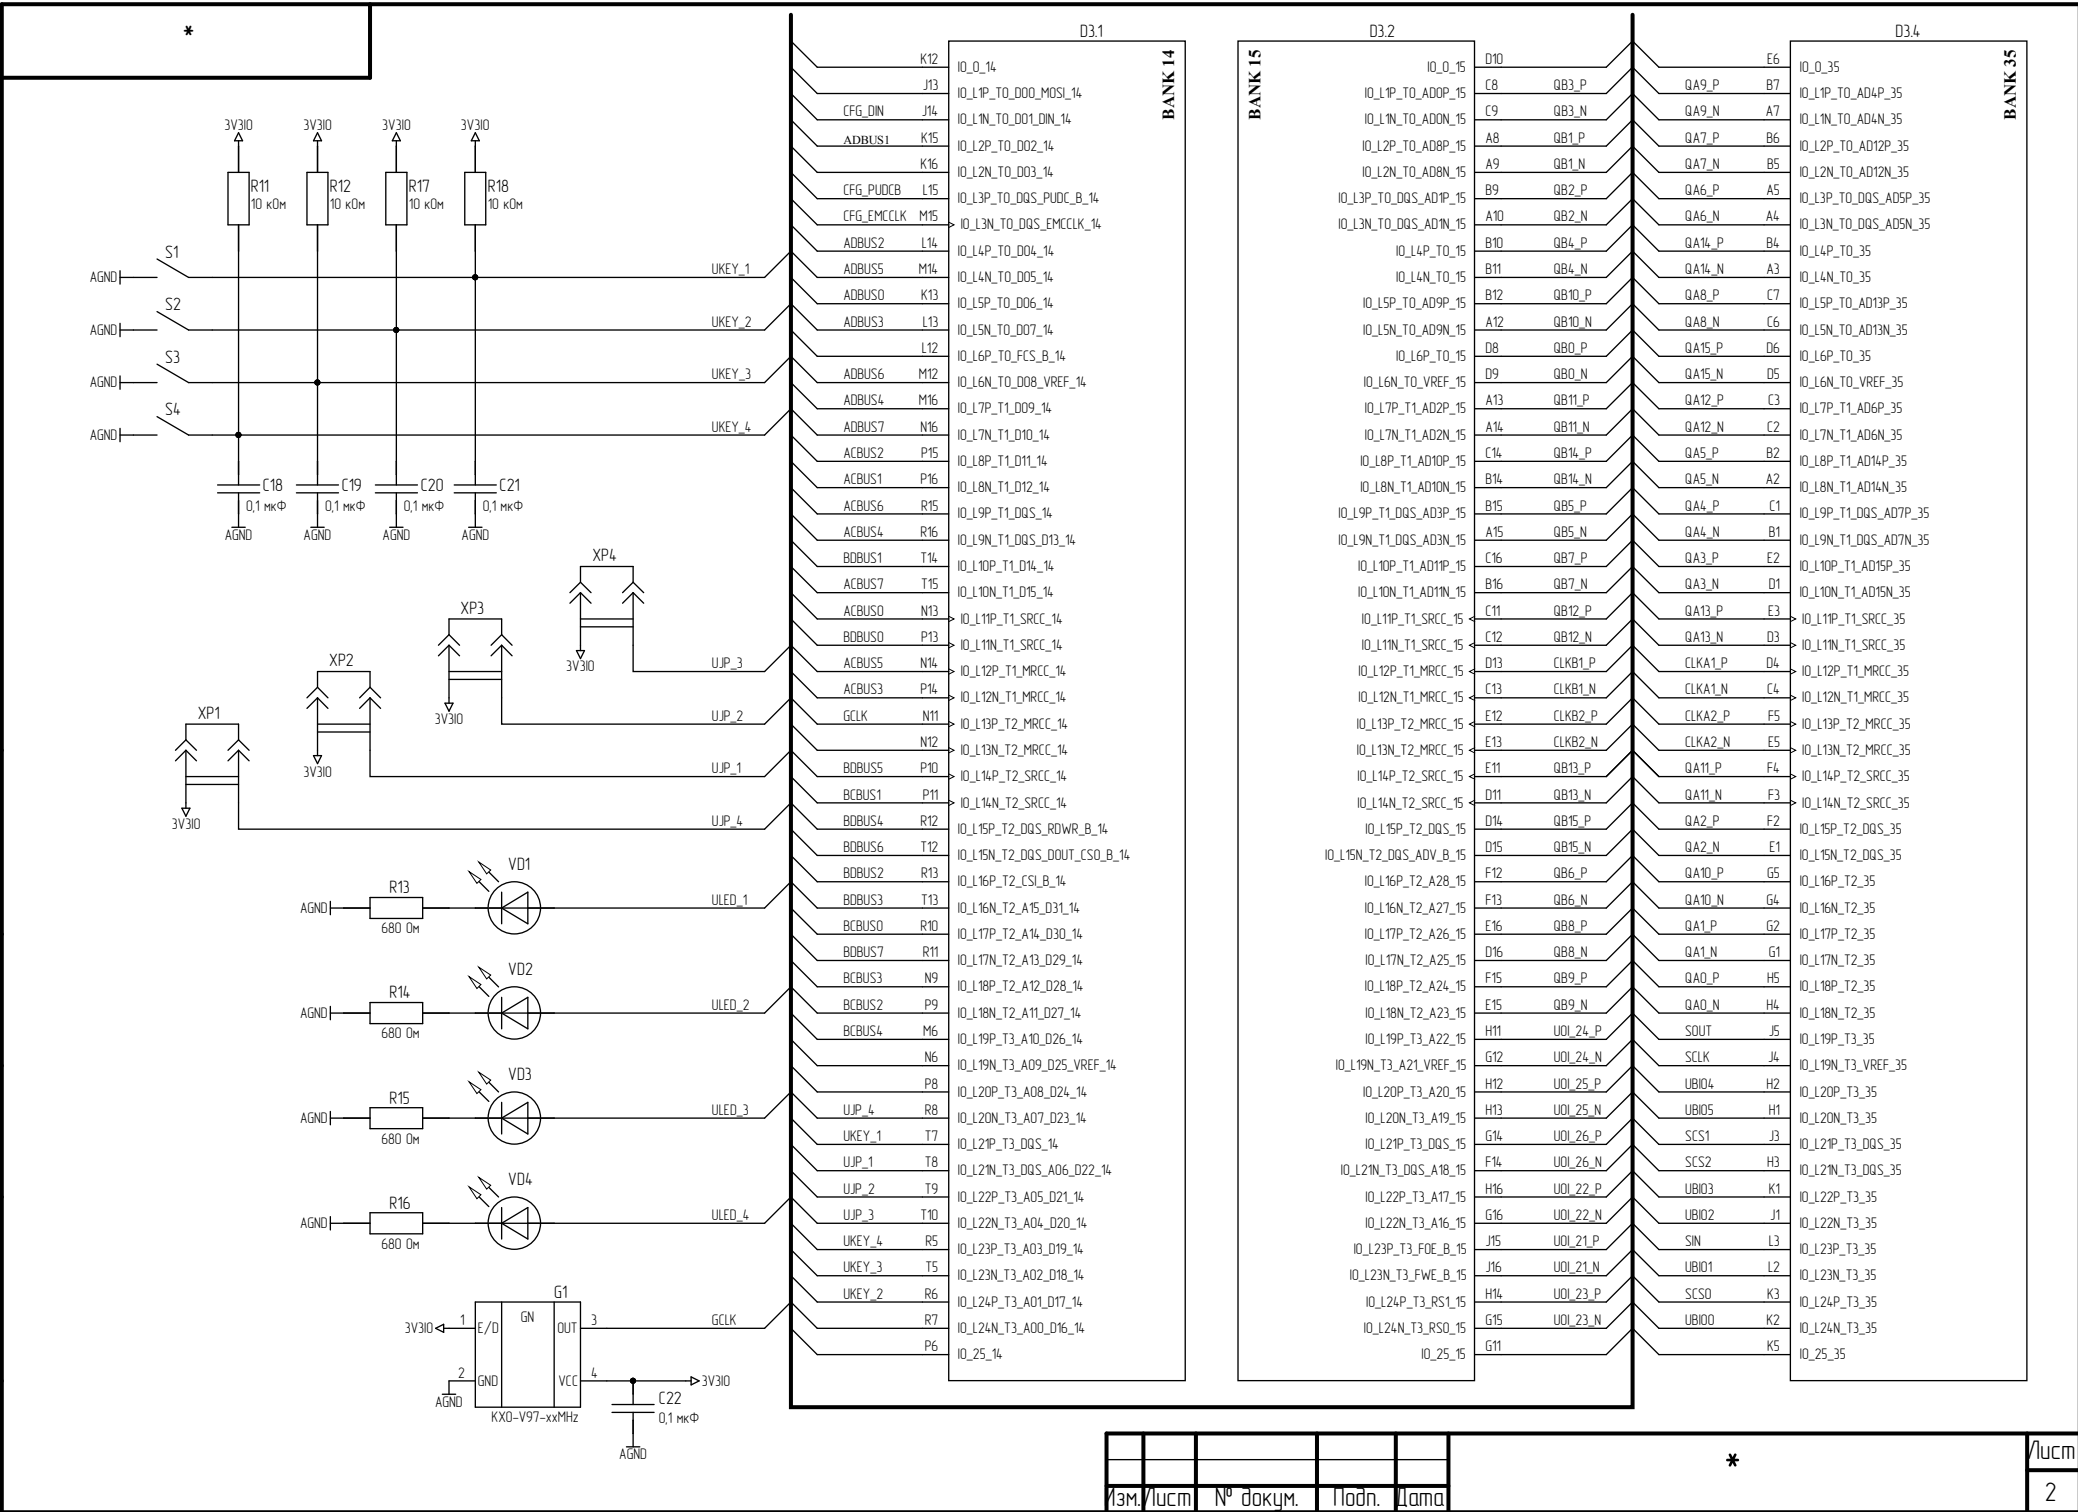 *
3V3IO 3V3IO 3V3IO 3V3IO
R11 10 кОм
R12 10 кОм
R17 10 кОм
R18 10 кОм
AGND S1 UKEY_1
AGND S2 UKEY_2
AGND S3 UKEY_3
AGND S4 UKEY_4
C18 0,1 мкФ AGND
C19 0,1 мкФ AGND
C20 0,1 мкФ AGND
C21 0,1 мкФ AGND
XP4 3V3IO UJP_3
XP3 3V3IO UJP_2
XP2 3V3IO UJP_1
XP1 3V3IO UJP_4
AGND R13 680 Ом VD1 ULED_1
AGND R14 680 Ом VD2 ULED_2
AGND R15 680 Ом VD3 ULED_3
AGND R16 680 Ом VD4 ULED_4
G1
3V3IO 1 E/D GN OUT 3 GCLK
AGND 2 GND VCC 4 3V3IO
KXO-V97-xxMHz
C22 0,1 мкФ AGND
D3.1
BANK 14
K12 IO_0_14
J13 IO_L1P_T0_D00_MOSI_14
CFG_DIN J14 IO_L1N_T0_D01_DIN_14
ADBUS1 K15 IO_L2P_T0_D02_14
K16 IO_L2N_T0_D03_14
CFG_PUDCB L15 IO_L3P_T0_DQS_PUDC_B_14
CFG_EMCCLK M15 IO_L3N_T0_DQS_EMCCLK_14
ADBUS2 L14 IO_L4P_T0_D04_14
ADBUS5 M14 IO_L4N_T0_D05_14
ADBUS0 K13 IO_L5P_T0_D06_14
ADBUS3 L13 IO_L5N_T0_D07_14
L12 IO_L6P_T0_FCS_B_14
ADBUS6 M12 IO_L6N_T0_D08_VREF_14
ADBUS4 M16 IO_L7P_T1_D09_14
ADBUS7 N16 IO_L7N_T1_D10_14
ACBUS2 P15 IO_L8P_T1_D11_14
ACBUS1 P16 IO_L8N_T1_D12_14
ACBUS6 R15 IO_L9P_T1_DQS_14
ACBUS4 R16 IO_L9N_T1_DQS_D13_14
BDBUS1 T14 IO_L10P_T1_D14_14
ACBUS7 T15 IO_L10N_T1_D15_14
ACBUS0 N13 IO_L11P_T1_SRCC_14
BDBUS0 P13 IO_L11N_T1_SRCC_14
ACBUS5 N14 IO_L12P_T1_MRCC_14
ACBUS3 P14 IO_L12N_T1_MRCC_14
GCLK N11 IO_L13P_T2_MRCC_14
N12 IO_L13N_T2_MRCC_14
BDBUS5 P10 IO_L14P_T2_SRCC_14
BCBUS1 P11 IO_L14N_T2_SRCC_14
BDBUS4 R12 IO_L15P_T2_DQS_RDWR_B_14
BDBUS6 T12 IO_L15N_T2_DQS_DOUT_CSO_B_14
BDBUS2 R13 IO_L16P_T2_CSI_B_14
BDBUS3 T13 IO_L16N_T2_A15_D31_14
BCBUS0 R10 IO_L17P_T2_A14_D30_14
BDBUS7 R11 IO_L17N_T2_A13_D29_14
BCBUS3 N9 IO_L18P_T2_A12_D28_14
BCBUS2 P9 IO_L18N_T2_A11_D27_14
BCBUS4 M6 IO_L19P_T3_A10_D26_14
N6 IO_L19N_T3_A09_D25_VREF_14
P8 IO_L20P_T3_A08_D24_14
UJP_4 R8 IO_L20N_T3_A07_D23_14
UKEY_1 T7 IO_L21P_T3_DQS_14
UJP_1 T8 IO_L21N_T3_DQS_A06_D22_14
UJP_2 T9 IO_L22P_T3_A05_D21_14
UJP_3 T10 IO_L22N_T3_A04_D20_14
UKEY_4 R5 IO_L23P_T3_A03_D19_14
UKEY_3 T5 IO_L23N_T3_A02_D18_14
UKEY_2 R6 IO_L24P_T3_A01_D17_14
R7 IO_L24N_T3_A00_D16_14
P6 IO_25_14
D3.2
BANK 15
IO_0_15 D10
IO_L1P_T0_AD0P_15 C8 QB3_P
IO_L1N_T0_AD0N_15 C9 QB3_N
IO_L2P_T0_AD8P_15 A8 QB1_P
IO_L2N_T0_AD8N_15 A9 QB1_N
IO_L3P_T0_DQS_AD1P_15 B9 QB2_P
IO_L3N_T0_DQS_AD1N_15 A10 QB2_N
IO_L4P_T0_15 B10 QB4_P
IO_L4N_T0_15 B11 QB4_N
IO_L5P_T0_AD9P_15 B12 QB10_P
IO_L5N_T0_AD9N_15 A12 QB10_N
IO_L6P_T0_15 D8 QB0_P
IO_L6N_T0_VREF_15 D9 QB0_N
IO_L7P_T1_AD2P_15 A13 QB11_P
IO_L7N_T1_AD2N_15 A14 QB11_N
IO_L8P_T1_AD10P_15 C14 QB14_P
IO_L8N_T1_AD10N_15 B14 QB14_N
IO_L9P_T1_DQS_AD3P_15 B15 QB5_P
IO_L9N_T1_DQS_AD3N_15 A15 QB5_N
IO_L10P_T1_AD11P_15 C16 QB7_P
IO_L10N_T1_AD11N_15 B16 QB7_N
IO_L11P_T1_SRCC_15 C11 QB12_P
IO_L11N_T1_SRCC_15 C12 QB12_N
IO_L12P_T1_MRCC_15 D13 CLKB1_P
IO_L12N_T1_MRCC_15 C13 CLKB1_N
IO_L13P_T2_MRCC_15 E12 CLKB2_P
IO_L13N_T2_MRCC_15 E13 CLKB2_N
IO_L14P_T2_SRCC_15 E11 QB13_P
IO_L14N_T2_SRCC_15 D11 QB13_N
IO_L15P_T2_DQS_15 D14 QB15_P
IO_L15N_T2_DQS_ADV_B_15 D15 QB15_N
IO_L16P_T2_A28_15 F12 QB6_P
IO_L16N_T2_A27_15 F13 QB6_N
IO_L17P_T2_A26_15 E16 QB8_P
IO_L17N_T2_A25_15 D16 QB8_N
IO_L18P_T2_A24_15 F15 QB9_P
IO_L18N_T2_A23_15 E15 QB9_N
IO_L19P_T3_A22_15 H11 UOI_24_P
IO_L19N_T3_A21_VREF_15 G12 UOI_24_N
IO_L20P_T3_A20_15 H12 UOI_25_P
IO_L20N_T3_A19_15 H13 UOI_25_N
IO_L21P_T3_DQS_15 G14 UOI_26_P
IO_L21N_T3_DQS_A18_15 F14 UOI_26_N
IO_L22P_T3_A17_15 H16 UOI_22_P
IO_L22N_T3_A16_15 G16 UOI_22_N
IO_L23P_T3_FOE_B_15 J15 UOI_21_P
IO_L23N_T3_FWE_B_15 J16 UOI_21_N
IO_L24P_T3_RS1_15 H14 UOI_23_P
IO_L24N_T3_RS0_15 G15 UOI_23_N
IO_25_15 G11
D3.4
BANK 35
E6 IO_0_35
QA9_P B7 IO_L1P_T0_AD4P_35
QA9_N A7 IO_L1N_T0_AD4N_35
QA7_P B6 IO_L2P_T0_AD12P_35
QA7_N B5 IO_L2N_T0_AD12N_35
QA6_P A5 IO_L3P_T0_DQS_AD5P_35
QA6_N A4 IO_L3N_T0_DQS_AD5N_35
QA14_P B4 IO_L4P_T0_35
QA14_N A3 IO_L4N_T0_35
QA8_P C7 IO_L5P_T0_AD13P_35
QA8_N C6 IO_L5N_T0_AD13N_35
QA15_P D6 IO_L6P_T0_35
QA15_N D5 IO_L6N_T0_VREF_35
QA12_P C3 IO_L7P_T1_AD6P_35
QA12_N C2 IO_L7N_T1_AD6N_35
QA5_P B2 IO_L8P_T1_AD14P_35
QA5_N A2 IO_L8N_T1_AD14N_35
QA4_P C1 IO_L9P_T1_DQS_AD7P_35
QA4_N B1 IO_L9N_T1_DQS_AD7N_35
QA3_P E2 IO_L10P_T1_AD15P_35
QA3_N D1 IO_L10N_T1_AD15N_35
QA13_P E3 IO_L11P_T1_SRCC_35
QA13_N D3 IO_L11N_T1_SRCC_35
CLKA1_P D4 IO_L12P_T1_MRCC_35
CLKA1_N C4 IO_L12N_T1_MRCC_35
CLKA2_P F5 IO_L13P_T2_MRCC_35
CLKA2_N E5 IO_L13N_T2_MRCC_35
QA11_P F4 IO_L14P_T2_SRCC_35
QA11_N F3 IO_L14N_T2_SRCC_35
QA2_P F2 IO_L15P_T2_DQS_35
QA2_N E1 IO_L15N_T2_DQS_35
QA10_P G5 IO_L16P_T2_35
QA10_N G4 IO_L16N_T2_35
QA1_P G2 IO_L17P_T2_35
QA1_N G1 IO_L17N_T2_35
QA0_P H5 IO_L18P_T2_35
QA0_N H4 IO_L18N_T2_35
SOUT J5 IO_L19P_T3_35
SCLK J4 IO_L19N_T3_VREF_35
UBIO4 H2 IO_L20P_T3_35
UBIO5 H1 IO_L20N_T3_35
SCS1 J3 IO_L21P_T3_DQS_35
SCS2 H3 IO_L21N_T3_DQS_35
UBIO3 K1 IO_L22P_T3_35
UBIO2 J1 IO_L22N_T3_35
SIN L3 IO_L23P_T3_35
UBIO1 L2 IO_L23N_T3_35
SCS0 K3 IO_L24P_T3_35
UBIO0 K2 IO_L24N_T3_35
K5 IO_25_35
Изм. Лист № докум. Подп. Дата
*
Лист
2